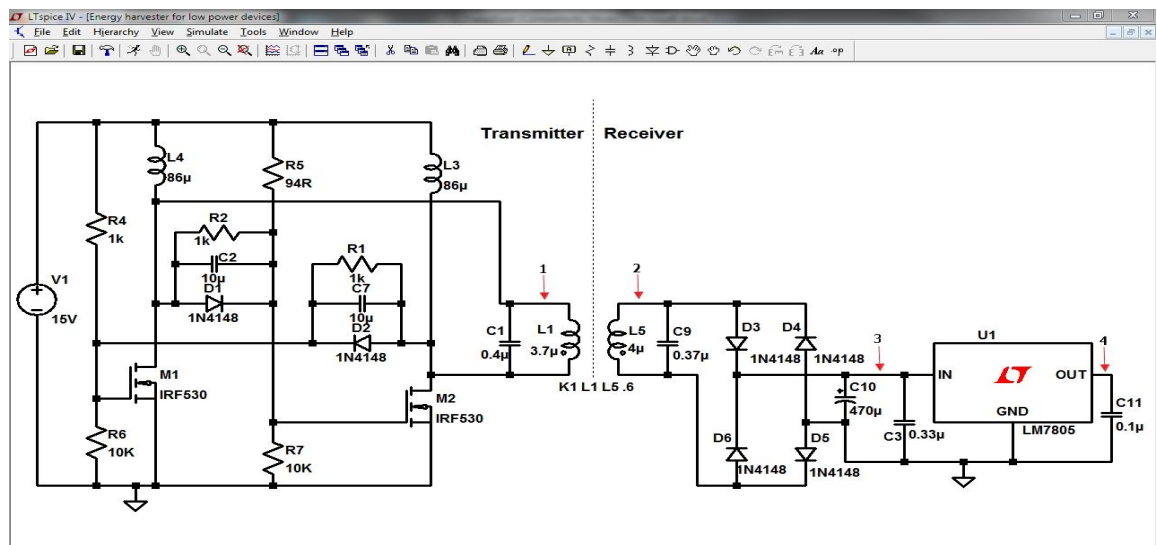 LTspice IV - [Energy harvester for low power devices]
File Edit Hierarchy View Simulate Tools Window Help
Aa .op
Transmitter Receiver
L4
86µ
R5
94R
L3
86µ
R4
1k
R2
1k
C2
10µ
D1
1N4148
R1
1k
C7
10µ
D2
1N4148
V1
15V
M1
IRF530
M2
IRF530
R6
10K
R7
10K
1
C1
0.4µ
L1
3.7µ
K1 L1 L5 .6
2
L5
4µ
C9
0.37µ
D3
1N4148
D4
1N4148
D6
1N4148
D5
1N4148
3
C10
470µ
C3
0.33µ
U1
IN
OUT
GND
LM7805
4
C11
0.1µ